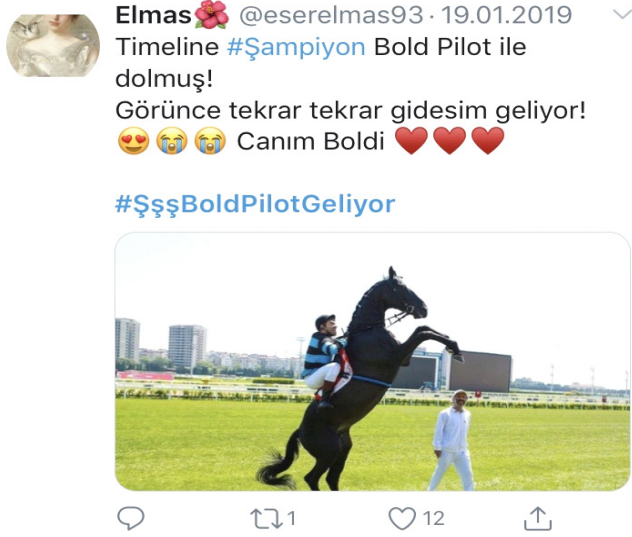 Elmas🌺 @eserelmas93 · 19.01.2019
Timeline #Şampiyon Bold Pilot ile
dolmuş!
Görünce tekrar tekrar gidesim geliyor!
😍😭😭 Canım Boldi ❤️❤️❤️
#ŞşşBoldPilotGeliyor
1 12